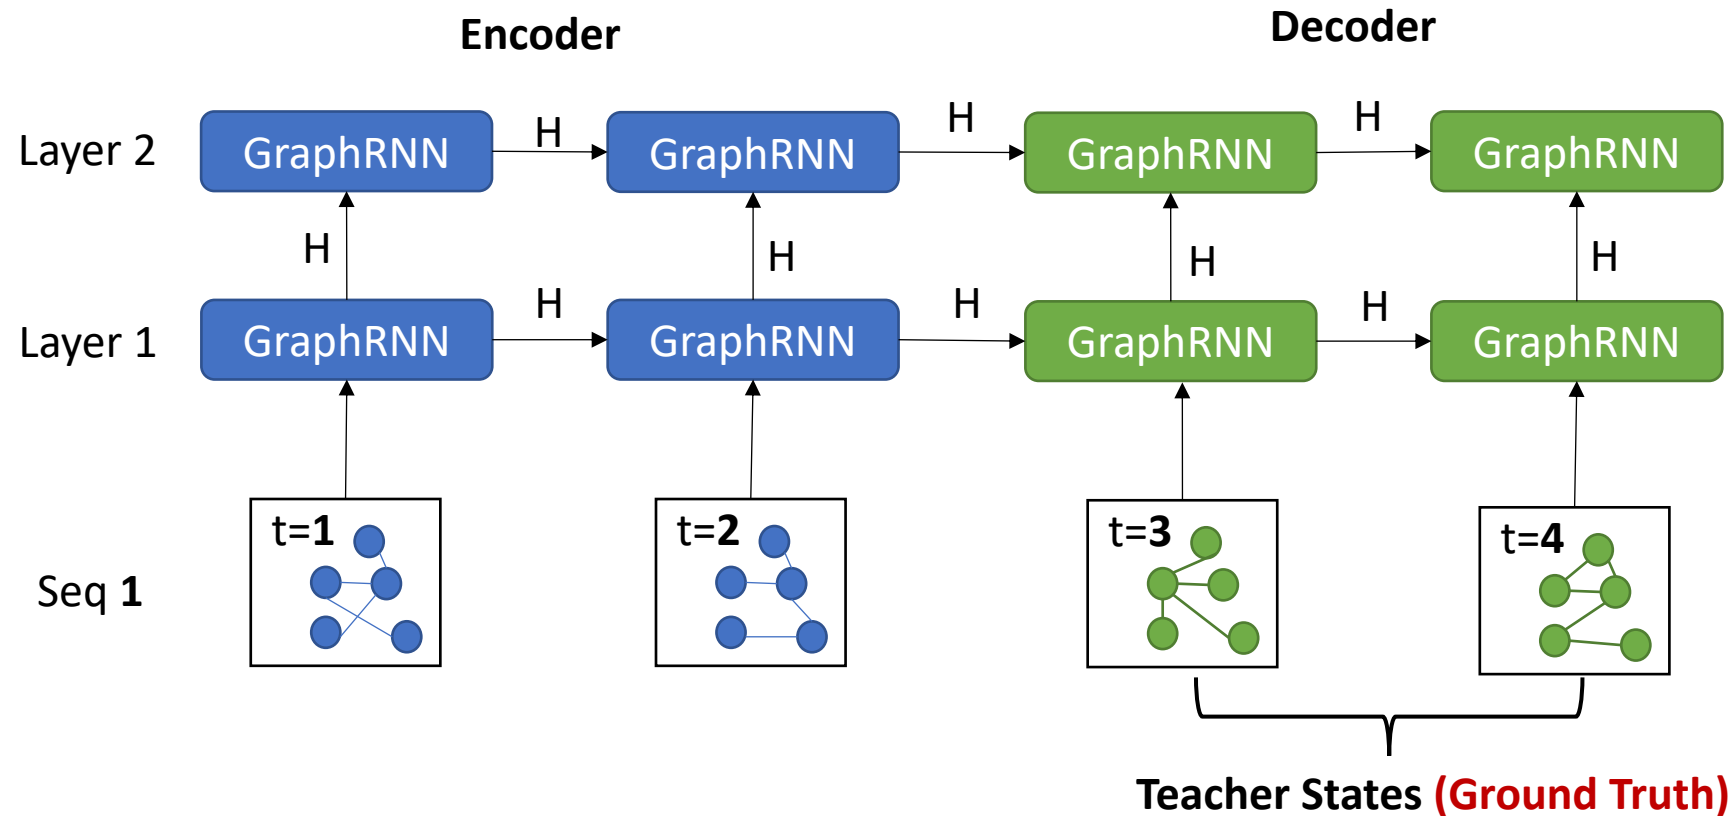 Encoder Decoder
Layer 2 GraphRNN H GraphRNN H GraphRNN H GraphRNN
H H H H
Layer 1 GraphRNN H GraphRNN H GraphRNN H GraphRNN
Seq 1 t=1 t=2 t=3 t=4
Teacher States (Ground Truth)